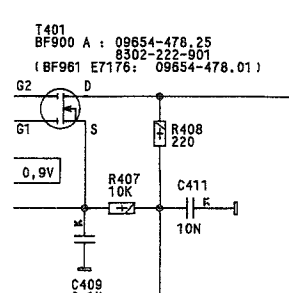 T401
BF900 A : 09654-478.25
8302-222-901
(BF961 E7176: 09654-478.01)
G2
D
G1
S
R408
220
0,9V
R407
10K
C411
K
10N
K
C409